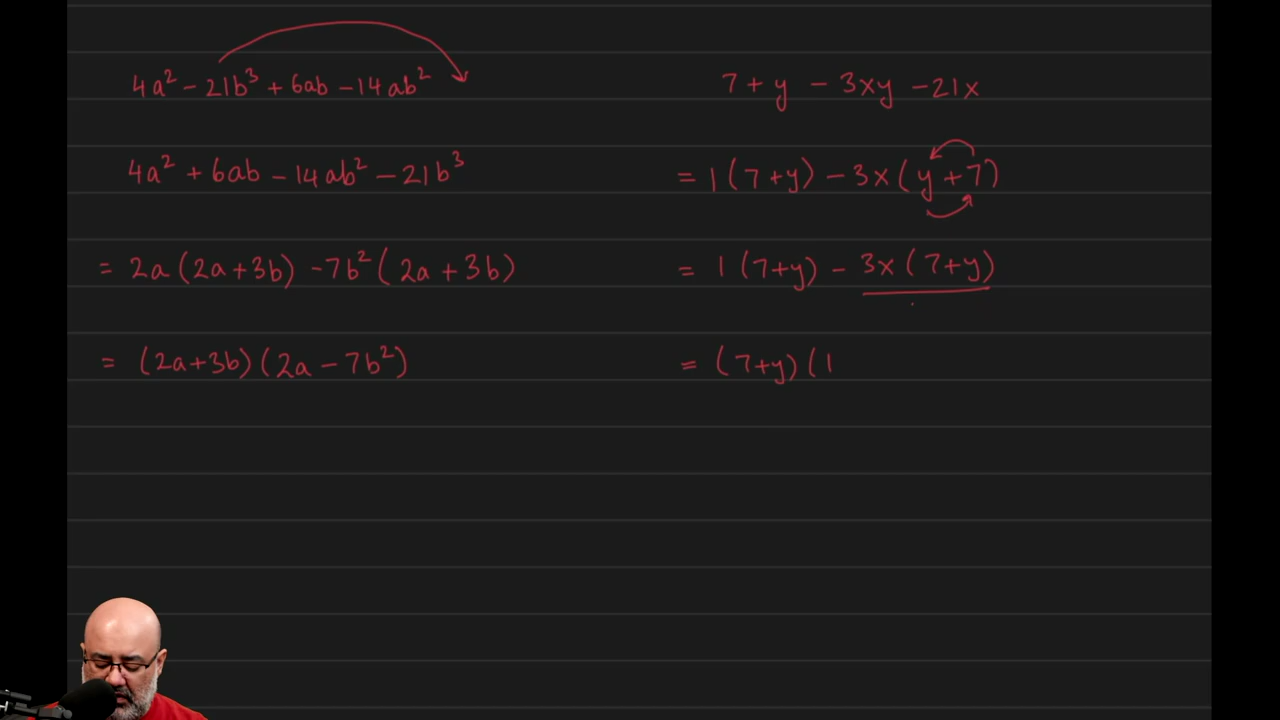 4a² - 21b³ + 6ab - 14ab²
4a² + 6ab - 14ab² - 21b³
= 2a(2a+3b) - 7b²(2a+3b)
= (2a+3b)(2a - 7b²)
7 + y - 3xy - 21x
= 1(7+y) - 3x(y+7)
= 1(7+y) - 3x(7+y)
= (7+y)(1